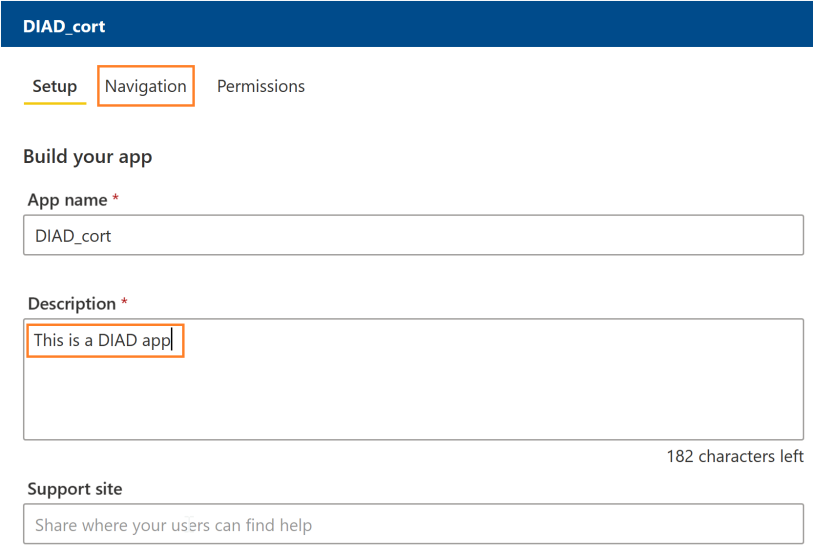 DIAD_cort
Setup Navigation Permissions
Build your app
App name *
DIAD_cort
Description *
This is a DIAD app
182 characters left
Support site
Share where your users can find help